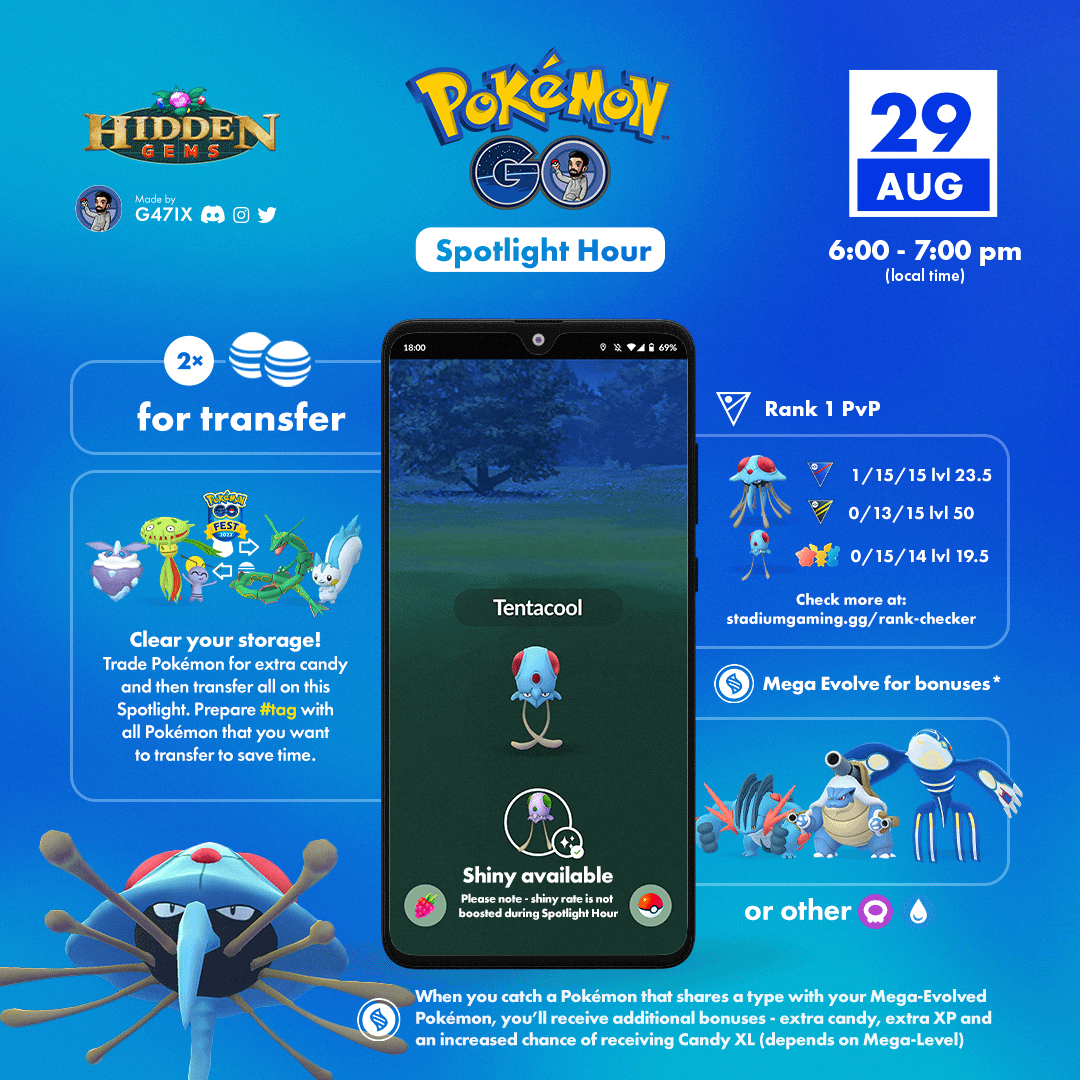 HIDDEN
GEMS
Made by
G47IX
POKéMON
GO
Spotlight Hour
29
AUG
6:00 - 7:00 pm
(local time)
2×
for transfer
POKéMON
GO
FEST
2023
Clear your storage!
Trade Pokémon for extra candy
and then transfer all on this
Spotlight. Prepare #tag with
all Pokémon that you want
to transfer to save time.
18:00
69%
Tentacool
Shiny available
Please note - shiny rate is not
boosted during Spotlight Hour
Rank 1 PvP
1/15/15 lvl 23.5
0/13/15 lvl 50
0/15/14 lvl 19.5
Check more at:
stadiumgaming.gg/rank-checker
Mega Evolve for bonuses*
or other
When you catch a Pokémon that shares a type with your Mega-Evolved
Pokémon, you'll receive additional bonuses - extra candy, extra XP and
an increased chance of receiving Candy XL (depends on Mega-Level)